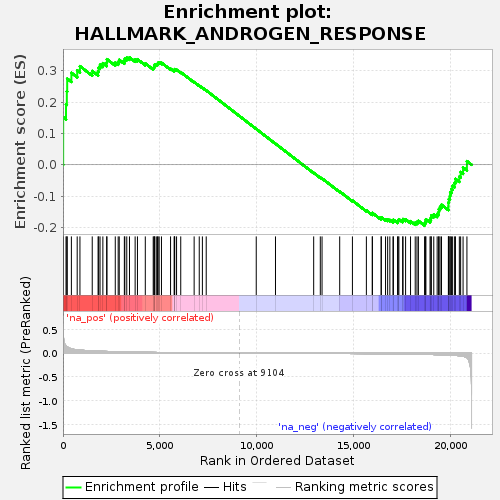 Enrichment plot:
HALLMARK_ANDROGEN_RESPONSE
Enrichment score (ES)
0.3
0.2
0.1
0.0
-0.1
-0.2
'na_pos' (positively correlated)
Ranked list metric (PreRanked)
0.5
0.0
-0.5
-1.0
-1.5
Zero cross at 9104
'na_neg' (negatively correlated)
0
5,000
10,000
15,000
20,000
Rank in Ordered Dataset
Enrichment profile
Hits
Ranking metric scores